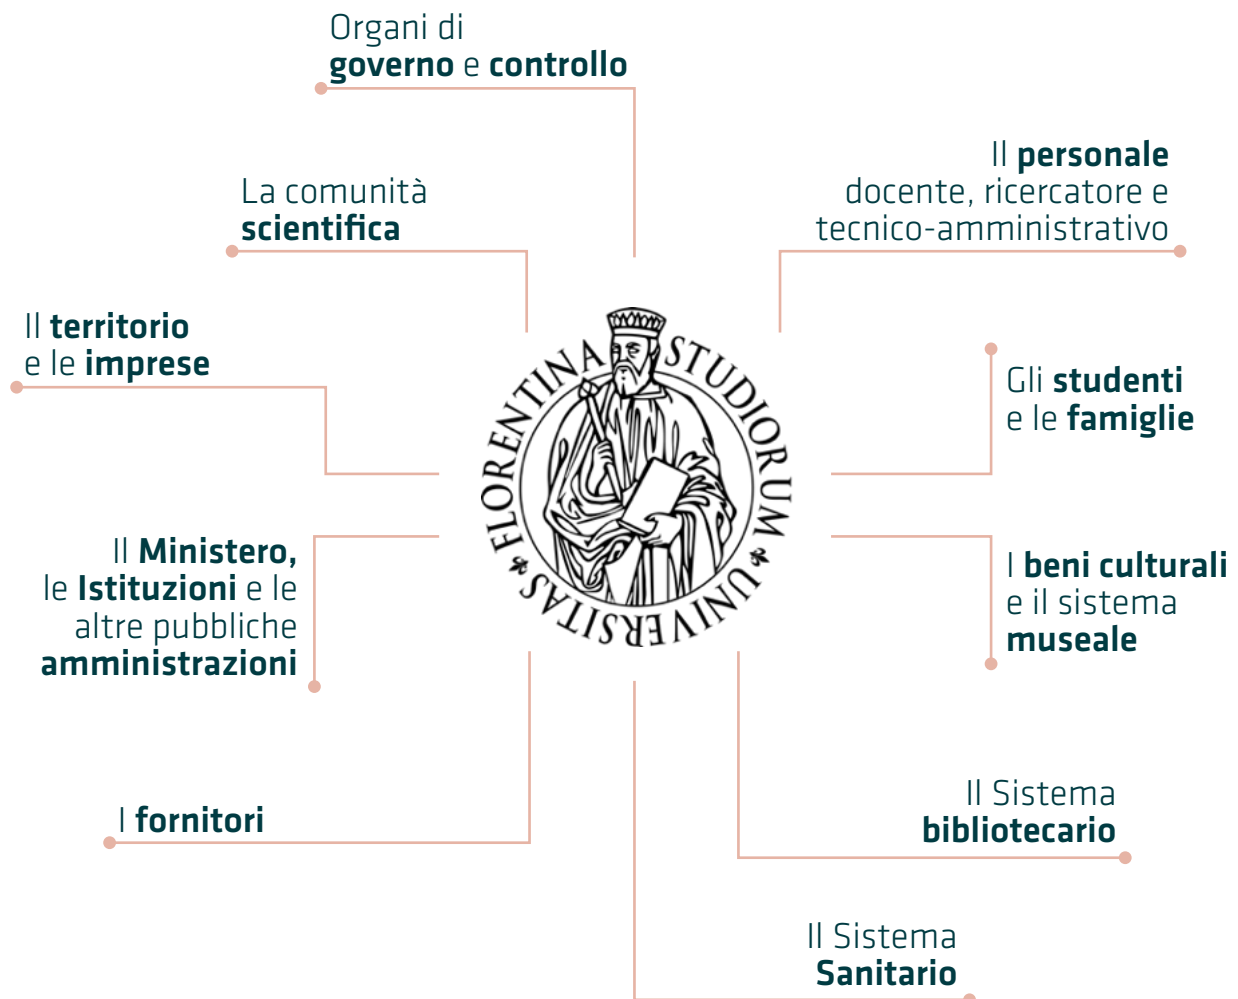 Organi di
governo e controllo
Il personale
docente, ricercatore e
tecnico-amministrativo
La comunità
scientifica
Il territorio
e le imprese
Gli studenti
e le famiglie
FLORENTINA STUDIORUM UNIVERSITAS
Il Ministero,
le Istituzioni e le
altre pubbliche
amministrazioni
I beni culturali
e il sistema
museale
I fornitori
Il Sistema
bibliotecario
Il Sistema
Sanitario